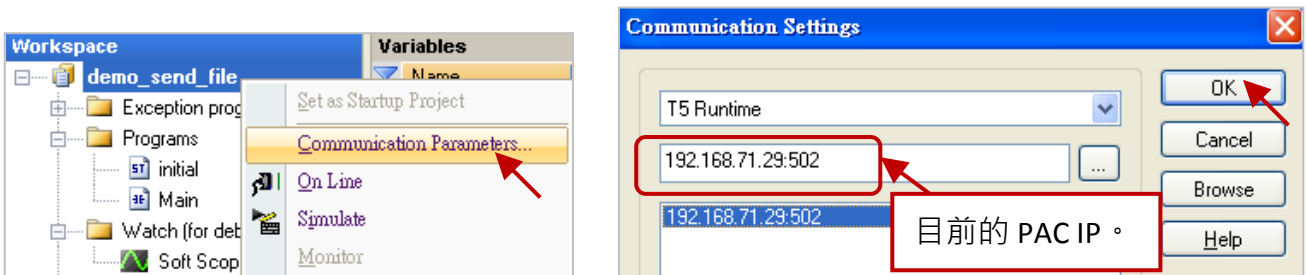 Workspace
demo_send_file
Exception prog
Programs
ST initial
Main
Watch (for deb
Soft Scop
Variables
Name
Set as Startup Project
Communication Parameters...
On Line
Simulate
Monitor
Communication Settings
T5 Runtime
192.168.71.29:502
...
192.168.71.29:502
目前的 PAC IP。
OK
Cancel
Browse
Help